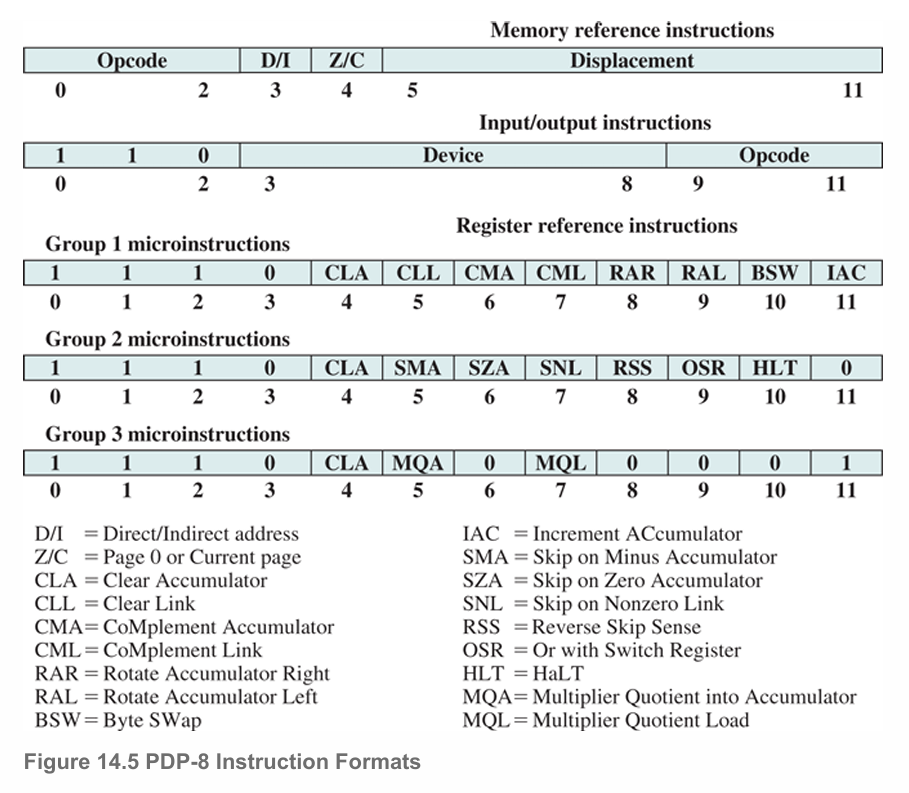 Memory reference instructions
Opcode D/I Z/C Displacement
0 2 3 4 5 11
Input/output instructions
1 1 0 Device Opcode
0 2 3 8 9 11
Register reference instructions
Group 1 microinstructions
1 1 1 0 CLA CLL CMA CML RAR RAL BSW IAC
0 1 2 3 4 5 6 7 8 9 10 11
Group 2 microinstructions
1 1 1 0 CLA SMA SZA SNL RSS OSR HLT 0
0 1 2 3 4 5 6 7 8 9 10 11
Group 3 microinstructions
1 1 1 0 CLA MQA 0 MQL 0 0 0 1
0 1 2 3 4 5 6 7 8 9 10 11
D/I = Direct/Indirect address
Z/C = Page 0 or Current page
CLA = Clear Accumulator
CLL = Clear Link
CMA= CoMplement Accumulator
CML = CoMplement Link
RAR = Rotate Accumulator Right
RAL = Rotate Accumulator Left
BSW = Byte SWap
IAC = Increment ACcumulator
SMA = Skip on Minus Accumulator
SZA = Skip on Zero Accumulator
SNL = Skip on Nonzero Link
RSS = Reverse Skip Sense
OSR = Or with Switch Register
HLT = HaLT
MQA= Multiplier Quotient into Accumulator
MQL = Multiplier Quotient Load
Figure 14.5 PDP-8 Instruction Formats